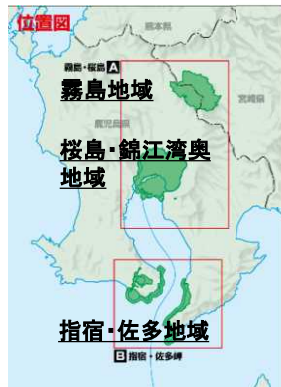 位置図
熊本県
霧島・桜島 A
霧島地域
宮崎県
鹿児島県
桜島・錦江湾奥
地域
指宿・佐多地域
B 指宿・佐多岬